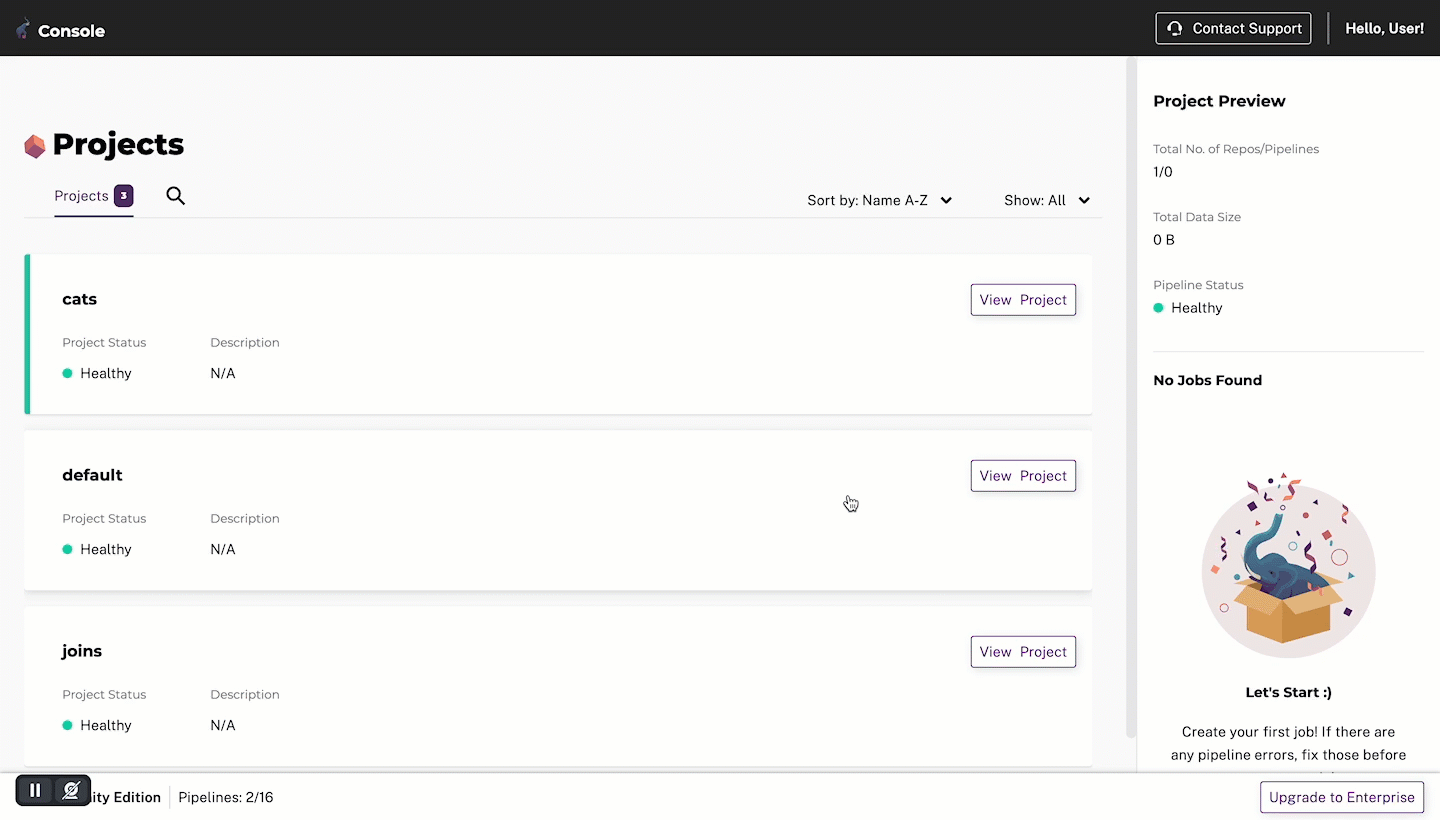 Console
Contact Support
Hello, User!
Projects
Projects 3
Sort by: Name A-Z
Show: All
cats
View Project
Project Status
Description
Healthy
N/A
default
View Project
Project Status
Description
Healthy
N/A
joins
View Project
Project Status
Description
Healthy
N/A
Project Preview
Total No. of Repos/Pipelines
1/0
Total Data Size
0 B
Pipeline Status
Healthy
No Jobs Found
Let's Start :)
Create your first job! If there are
any pipeline errors, fix those before
ity Edition
Pipelines: 2/16
Upgrade to Enterprise